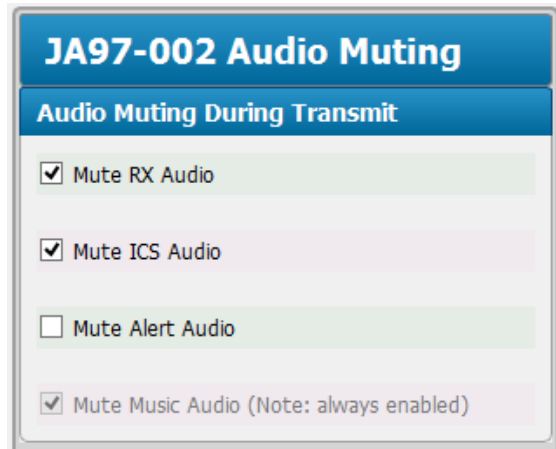 JA97-002 Audio Muting
Audio Muting During Transmit
Mute RX Audio
Mute ICS Audio
Mute Alert Audio
Mute Music Audio (Note: always enabled)